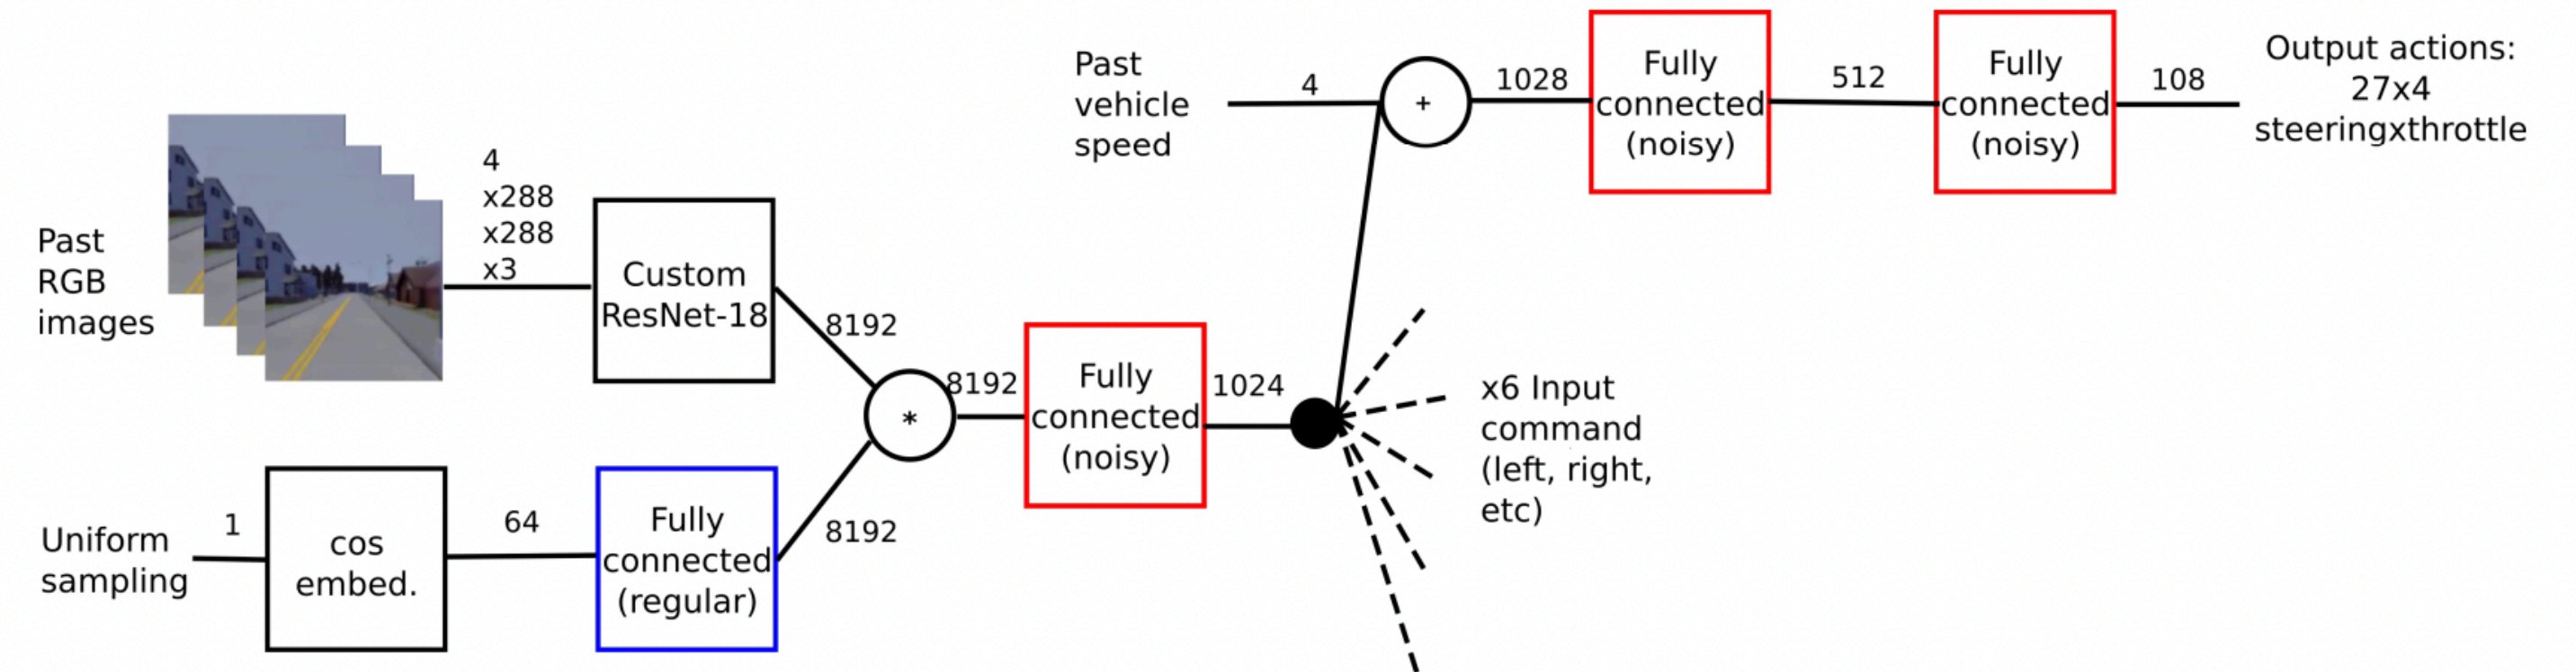 Past
RGB
images
4
x288
x288
x3
Custom
ResNet-18
8192
Uniform
sampling
1
cos
embed.
64
Fully
connected
(regular)
8192
*
8192
Fully
connected
(noisy)
1024
x6 Input
command
(left, right,
etc)
Past
vehicle
speed
4
+
1028
Fully
connected
(noisy)
512
Fully
connected
(noisy)
108
Output actions:
27x4
steeringxthrottle